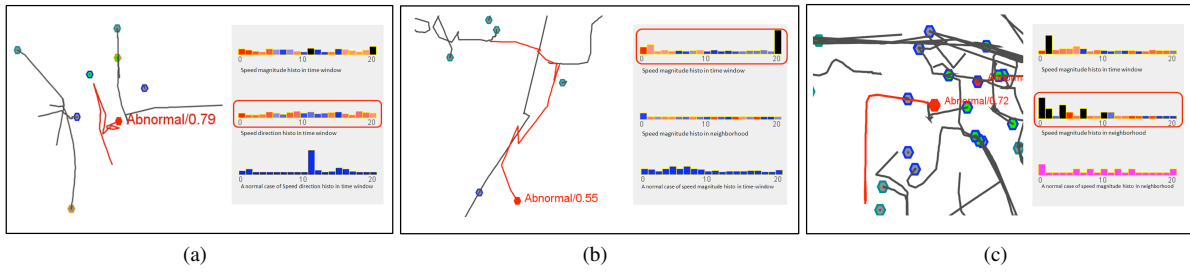 0 10 20
Speed magnitude histo in time window
Abnormal/0.79
0 10 20
Speed direction histo in time window
0 10 20
A normal case of Speed direction histo in time window
(a)
0 10 20
Speed magnitude histo in time window
0 10 20
Speed magnitude histo in neighborhood
0 10 20
A normal case of speed magnitude histo in time-window
Abnormal/0.55
(b)
0 10 20
Speed magnitude histo in time window
Abnormal/0.72
0 10 20
Speed magnitude histo in neighborhood
0 10 20
A normal case of speed magnitude histo in neighborhood
(c)